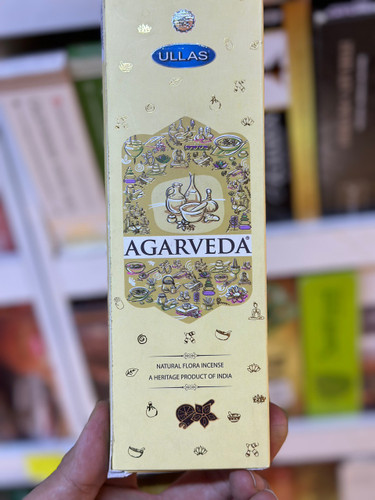 ULLAS
AGARVEDA®
NATURAL FLORA INCENSE
A HERITAGE PRODUCT OF INDIA